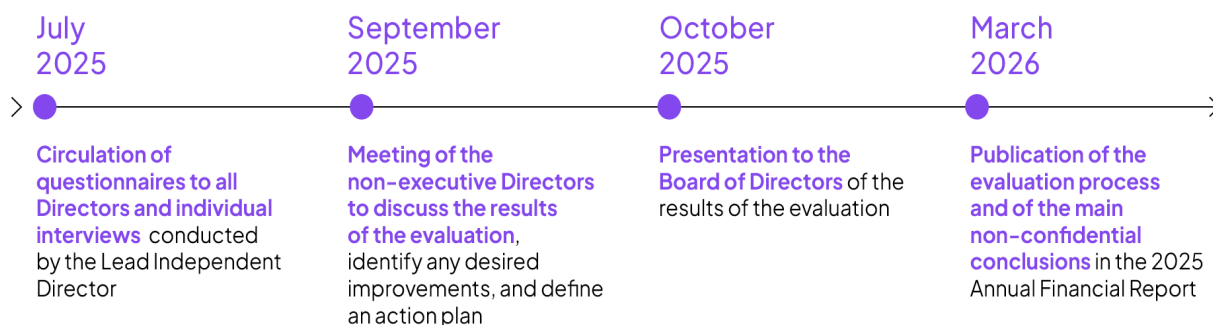 July
2025
Circulation of
questionnaires to all
Directors and individual
interviews conducted
by the Lead Independent
Director
September
2025
Meeting of the
non-executive Directors
to discuss the results
of the evaluation,
identify any desired
improvements, and define
an action plan
October
2025
Presentation to the
Board of Directors of the
results of the evaluation
March
2026
Publication of the
evaluation process
and of the main
non-confidential
conclusions in the 2025
Annual Financial Report